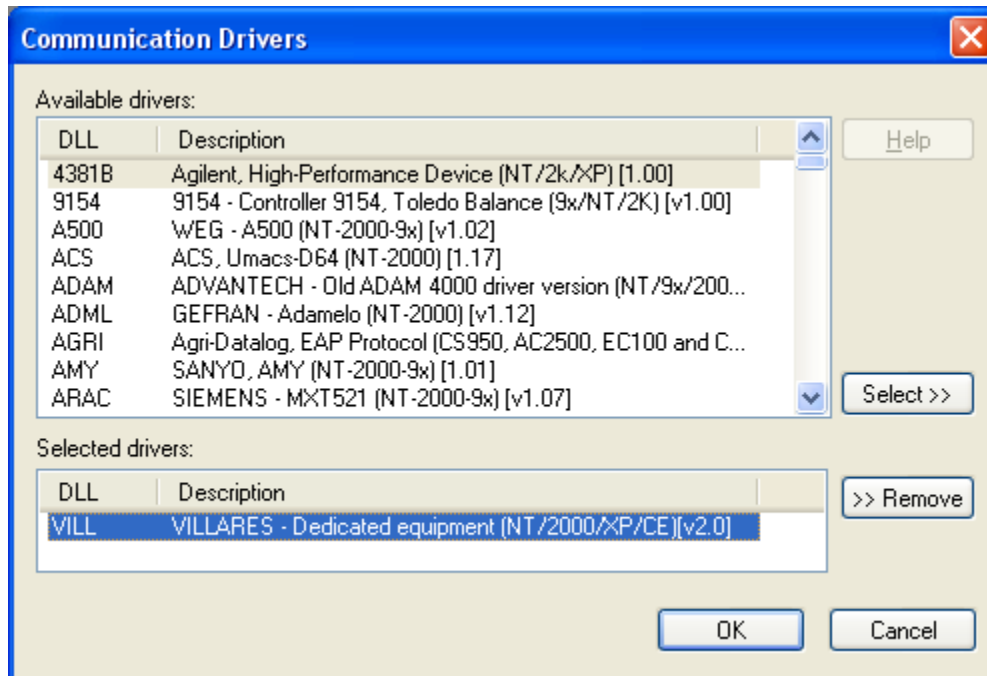 Communication Drivers
Available drivers:
DLL Description
Help
4381B Agilent, High-Performance Device (NT/2k/XP) [1.00]
9154 9154 - Controller 9154, Toledo Balance (9x/NT/2K) [v1.00]
A500 WEG - A500 (NT-2000-9x) [v1.02]
ACS ACS, Umacs-D64 (NT-2000) [1.17]
ADAM ADVANTECH - Old ADAM 4000 driver version (NT/9x/200...
ADML GEFRAN - Adamelo (NT-2000) [v1.12]
AGRI Agri-Datalog, EAP Protocol (CS950, AC2500, EC100 and C...
AMY SANYO, AMY (NT-2000-9x) [1.01]
ARAC SIEMENS - MXT521 (NT-2000-9x) [v1.07]
Select >>
Selected drivers:
DLL Description
>> Remove
VILL VILLARES - Dedicated equipment (NT/2000/XP/CE)[v2.0]
OK Cancel